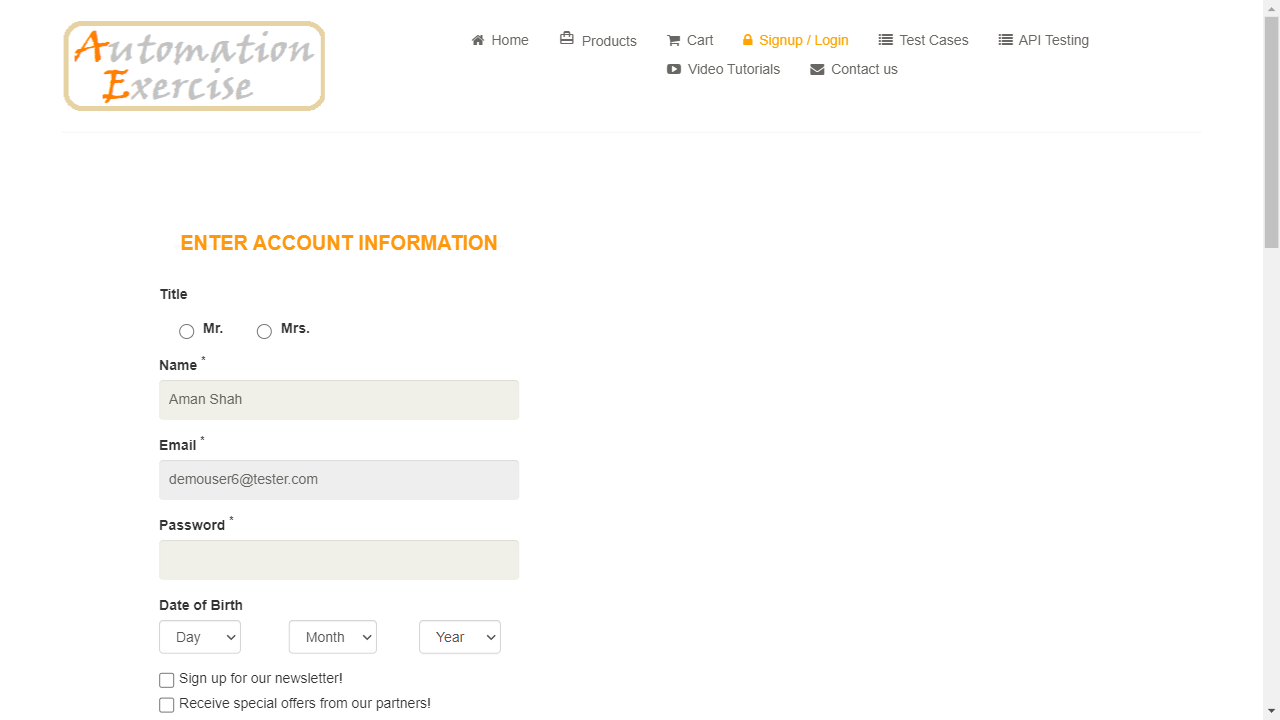 Automation
Exercise
Home
Products
Cart
Signup / Login
Test Cases
API Testing
Video Tutorials
Contact us
ENTER ACCOUNT INFORMATION
Title
Mr.
Mrs.
Name *
Aman Shah
Email *
demouser6@tester.com
Password *
Date of Birth
Day
Month
Year
Sign up for our newsletter!
Receive special offers from our partners!